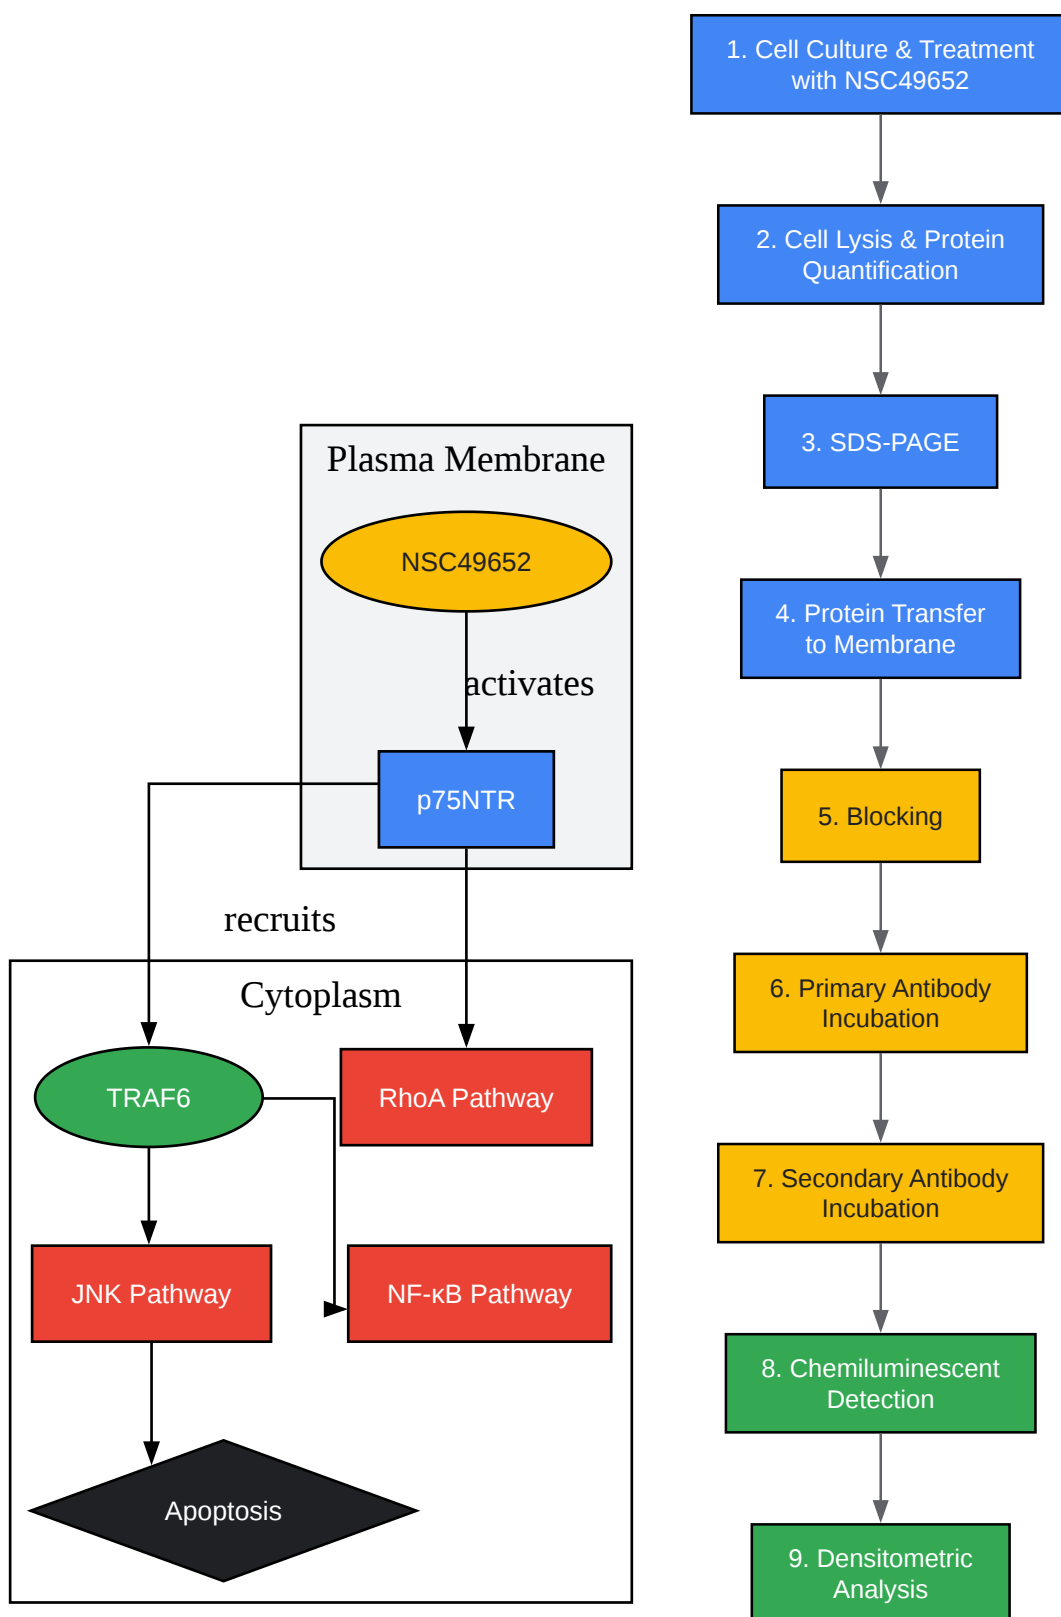 Plasma Membrane
NSC49652
activates
p75NTR
recruits
Cytoplasm
TRAF6
RhoA Pathway
JNK Pathway
NF-κB Pathway
Apoptosis
1. Cell Culture & Treatment
with NSC49652
2. Cell Lysis & Protein
Quantification
3. SDS-PAGE
4. Protein Transfer
to Membrane
5. Blocking
6. Primary Antibody
Incubation
7. Secondary Antibody
Incubation
8. Chemiluminescent
Detection
9. Densitometric
Analysis